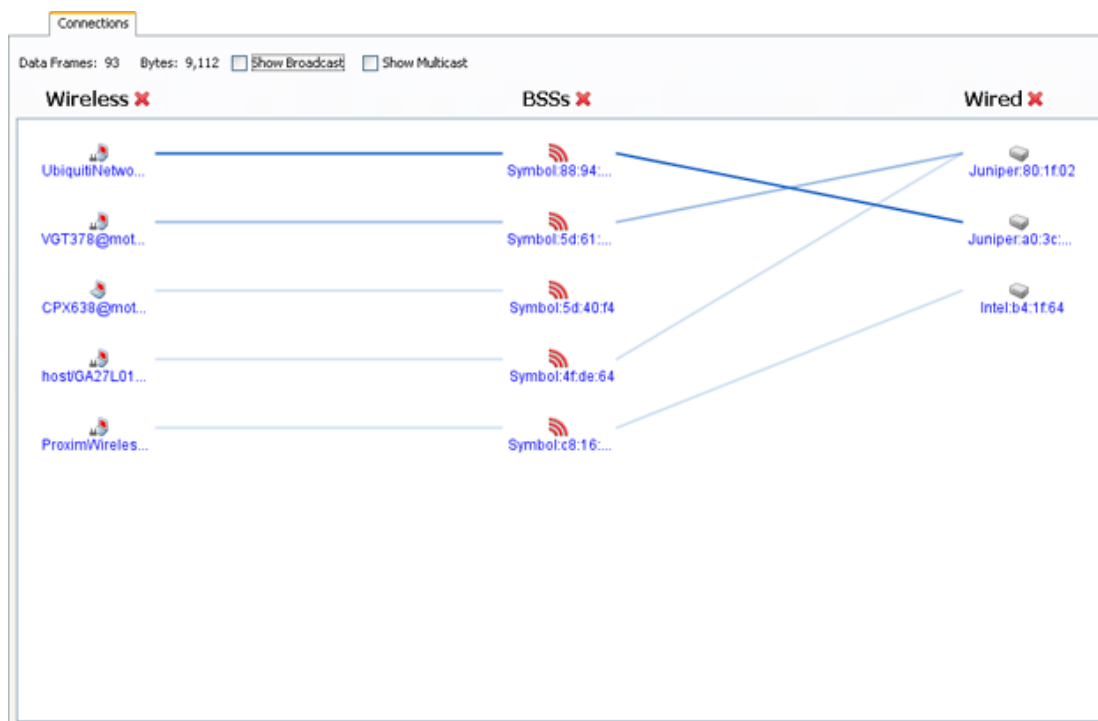 Connections
Data Frames: 93 Bytes: 9,112 Show Broadcast Show Multicast
Wireless BSSs Wired
UbiquitiNetwo... Symbol:88:94:... Juniper:80:1f:02
VGT378@mot... Symbol:5d:61:... Juniper:a0:3c:...
CPX638@mot... Symbol:5d:40:f4 Intel:b4:1f:64
host/GA27L01... Symbol:4f:de:64
ProximWireles... Symbol:c8:16:...